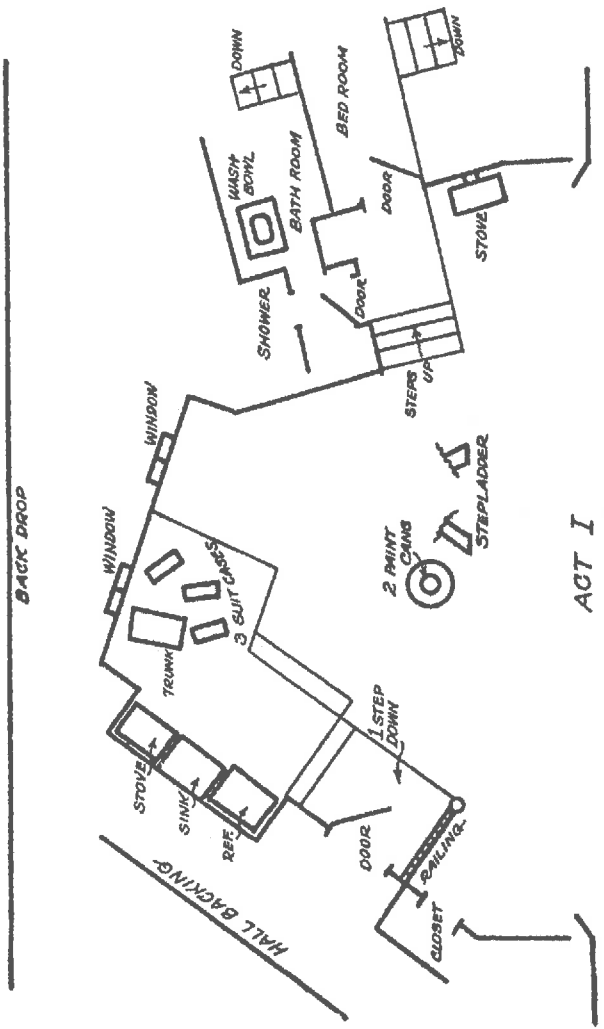 BACK DROP
WINDOW
WINDOW
HALL BACKING
STOVE
SINK
REF.
TRUNK
3 SUIT CASES
1 STEP
DOWN
DOOR
RAILING
CLOSET
2 PAINT
CANS
STEPLADDER
STEPS
UP
SHOWER
DOOR
WASH
BOWL
BATH ROOM
DOWN
BED ROOM
DOOR
DOWN
STOVE
ACT I